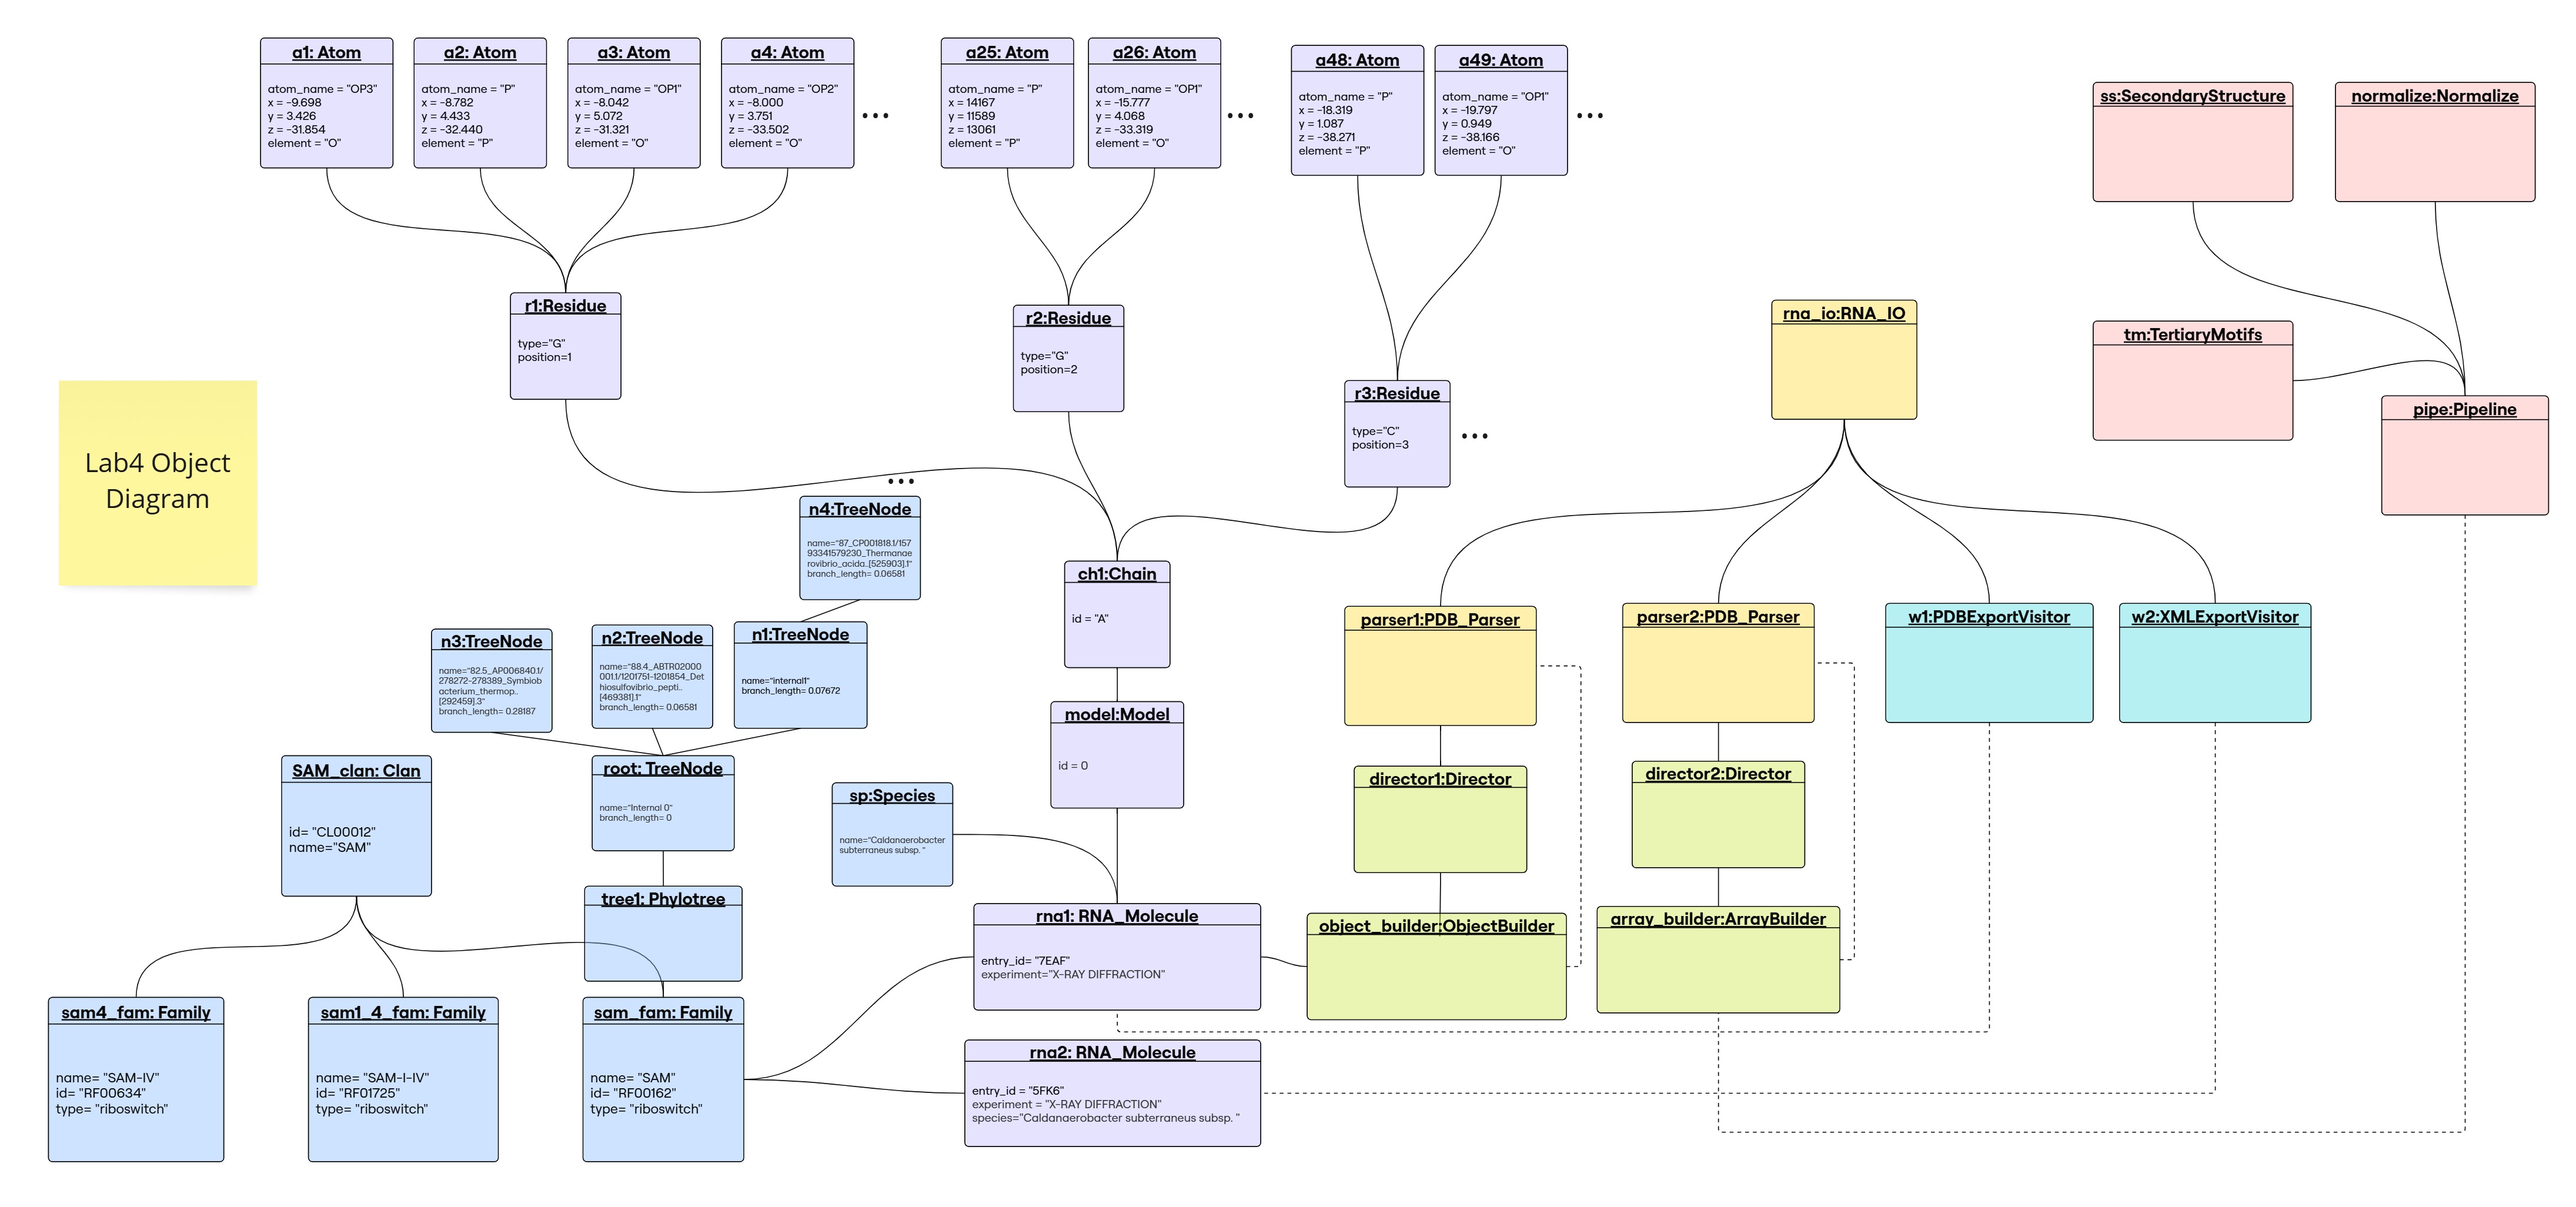 a1: Atom
atom_name = "OP3"
x = -9.698
y = 3.426
z = -31.854
element = "O"
a2: Atom
atom_name = "P"
x = -8.782
y = 4.433
z = -32.440
element = "P"
a3: Atom
atom_name = "OP1"
x = -8.042
y = 5.072
z = -31.321
element = "O"
a4: Atom
atom_name = "OP2"
x = -8.000
y = 3.751
z = -33.502
element = "O"
...
a25: Atom
atom_name = "P"
x = 14167
y = 11589
z = 13061
element = "P"
a26: Atom
atom_name = "OP1"
x = -15.777
y = 4.068
z = -33.319
element = "O"
...
a48: Atom
atom_name = "P"
x = -18.319
y = 1.087
z = -38.271
element = "P"
a49: Atom
atom_name = "OP1"
x = -19.797
y = 0.949
z = -38.166
element = "O"
...
ss:SecondaryStructure
normalize:Normalize
r1:Residue
type="G"
position=1
r2:Residue
type="G"
position=2
r3:Residue
type="C"
position=3
...
rna_io:RNA_IO
tm:TertiaryMotifs
pipe:Pipeline
Lab4 Object
Diagram
...
n4:TreeNode
name="87_CP001818.1/157
93341579230_Thermanae
rovibrio_acida..[525903].1"
branch_length= 0.06581
n3:TreeNode
name="82.5_AP006840.1/
278272-278389_Symbiob
acterium_thermop..
[292459].3"
branch_length= 0.28187
n2:TreeNode
name="88.4_ABTR02000
001.1/1201751-1201854_Det
hiosulfovibrio_pepti..
[469381].1"
branch_length= 0.06581
n1:TreeNode
name="internal1"
branch_length= 0.07672
ch1:Chain
id = "A"
parser1:PDB_Parser
parser2:PDB_Parser
w1:PDBExportVisitor
w2:XMLExportVisitor
model:Model
id = 0
SAM_clan: Clan
id= "CL00012"
name="SAM"
root: TreeNode
name="Internal 0"
branch_length= 0
sp:Species
name="Caldanaerobacter
subterraneus subsp. "
director1:Director
director2:Director
tree1: Phylotree
rna1: RNA_Molecule
entry_id= "7EAF"
experiment="X-RAY DIFFRACTION"
object_builder:ObjectBuilder
array_builder:ArrayBuilder
sam4_fam: Family
name= "SAM-IV"
id= "RF00634"
type= "riboswitch"
sam1_4_fam: Family
name= "SAM-I-IV"
id= "RF01725"
type= "riboswitch"
sam_fam: Family
name= "SAM"
id= "RF00162"
type= "riboswitch"
rna2: RNA_Molecule
entry_id = "5FK6"
experiment = "X-RAY DIFFRACTION"
species="Caldanaerobacter subterraneus subsp. "